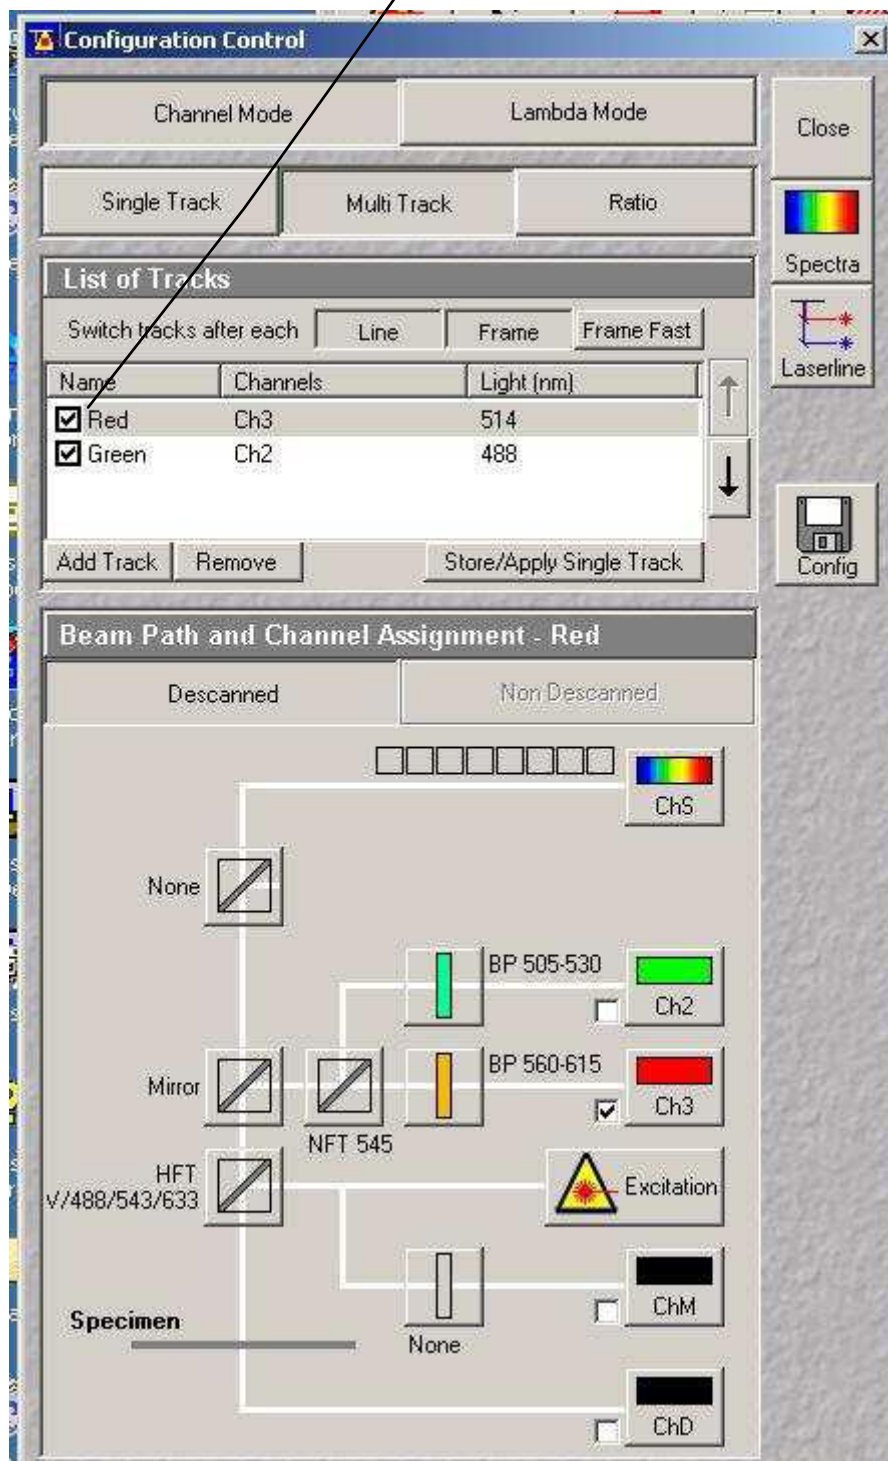 Configuration Control
Channel Mode Lambda Mode
Close
Single Track Multi Track Ratio
Spectra
List of Tracks
Switch tracks after each Line Frame Frame Fast
Laserline
Name Channels Light (nm)
Red Ch3 514
Green Ch2 488
Add Track Remove Store/Apply Single Track
Config
Beam Path and Channel Assignment - Red
Descanned Non Descanned
ChS
None
BP 505-530
Ch2
Mirror
BP 560-615
Ch3
NFT 545
HFT
V/488/543/633
Excitation
ChM
Specimen
None
ChD